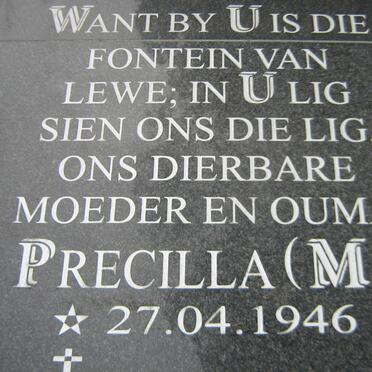 WANT BY U IS DIE
FONTEIN VAN
LEWE; IN U LIG
SIEN ONS DIE LIG
ONS DIERBARE
MOEDER EN OUM
PRECILLA (M
27.04.1946